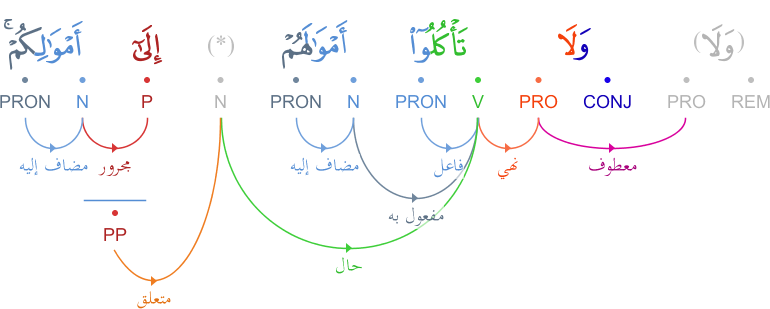 (وَلَا) وَلَا تَأْكُلُوٓا۟ أَمْوَٰلَهُمْ (*) إِلَىٰٓ أَمْوَٰلِكُمْ ۚ
REM PRO CONJ PRO V PRON N PRON N P N PRON
معطوف نهي فاعل مضاف إليه مجرور مضاف إليه
مفعول به
PP
حال
متعلق